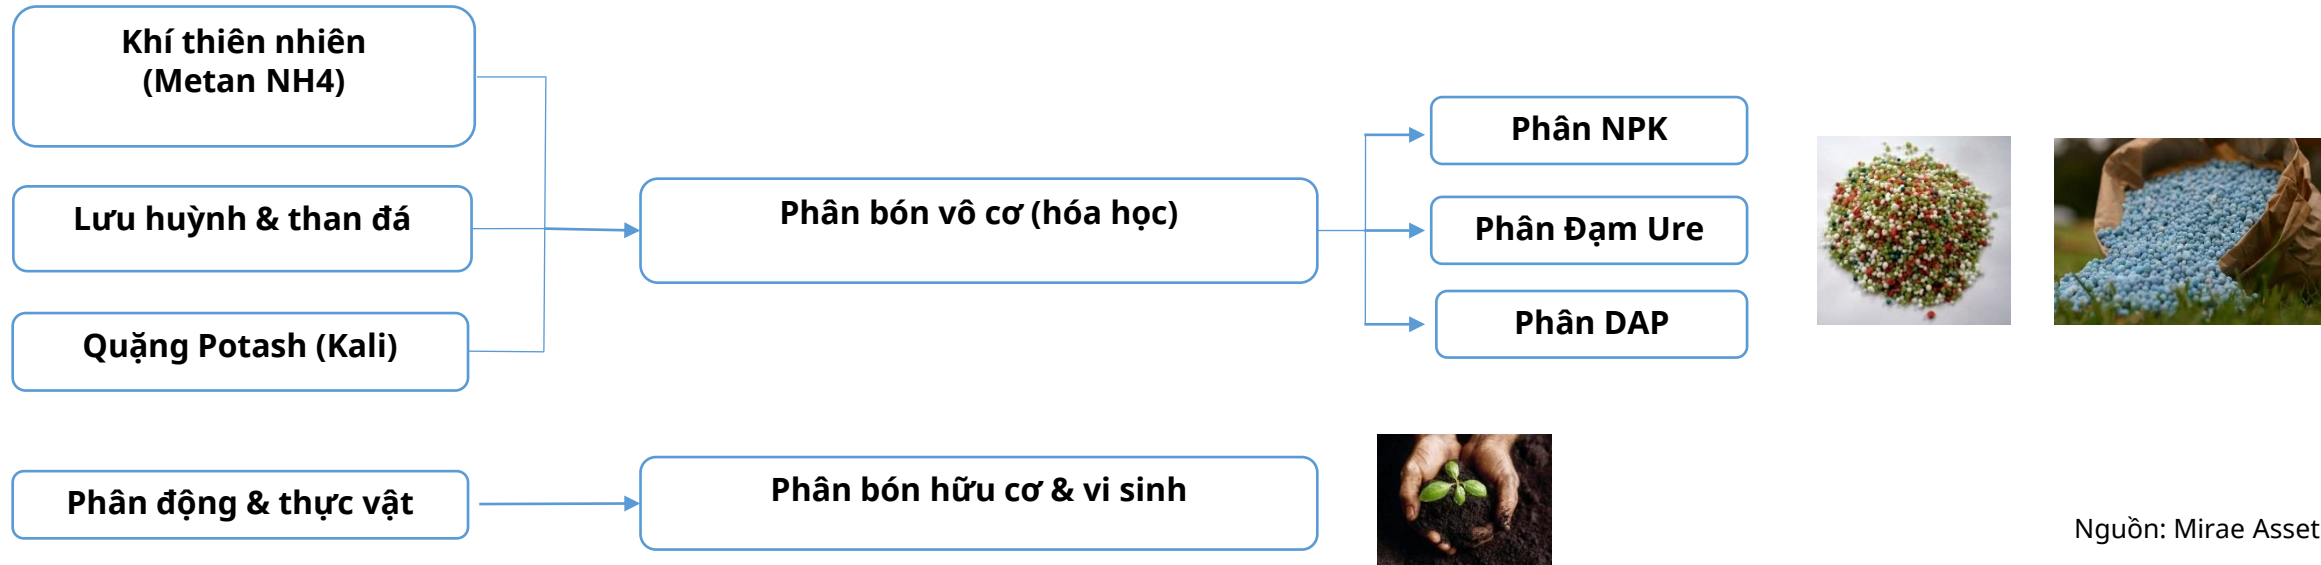 Khí thiên nhiên
(Metan NH4)
Lưu huỳnh & than đá
Quặng Potash (Kali)
Phân bón vô cơ (hóa học)
Phân NPK
Phân Đạm Ure
Phân DAP
Phân động & thực vật
Phân bón hữu cơ & vi sinh
Nguồn: Mirae Asset